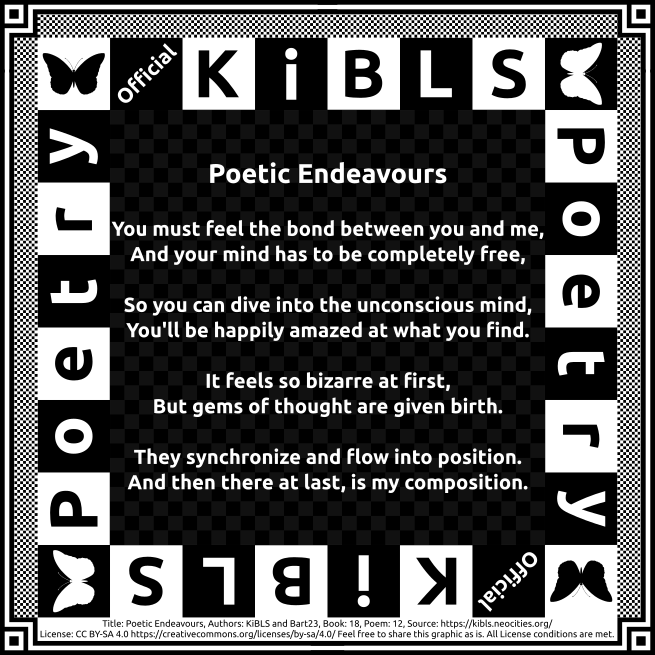 Official KiBLS
Poetry
Poetry
Poetic Endeavours
You must feel the bond between you and me,
And your mind has to be completely free,
So you can dive into the unconscious mind,
You'll be happily amazed at what you find.
It feels so bizarre at first,
But gems of thought are given birth.
They synchronize and flow into position.
And then there at last, is my composition.
Official KiBLS
Title: Poetic Endeavours, Authors: KiBLS and Bart23, Book: 18, Poem: 12, Source: https://kibls.neocities.org/
License: CC BY-SA 4.0 https://creativecommons.org/licenses/by-sa/4.0/ Feel free to share this graphic as is. All License conditions are met.